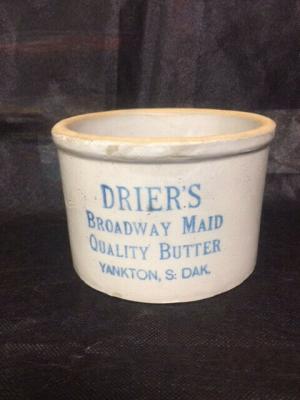 DRIER'S
BROADWAY MAID
QUALITY BUTTER
YANKTON, S. DAK.